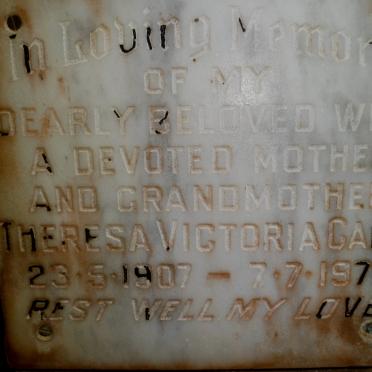 In Loving Memor
OF MY
DEARLY BELOVED W
A DEVOTED MOTHE
AND GRANDMOTHE
THERESA VICTORIA CA
23·5·1907 — 7·7·197
REST WELL MY LOVE